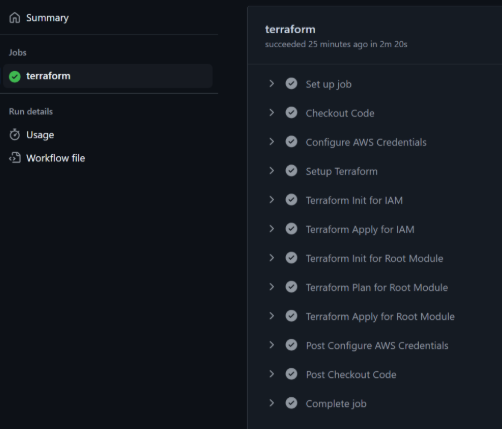 Summary
Jobs
terraform
Run details
Usage
Workflow file
terraform
succeeded 25 minutes ago in 2m 20s
Set up job
Checkout Code
Configure AWS Credentials
Setup Terraform
Terraform Init for IAM
Terraform Apply for IAM
Terraform Init for Root Module
Terraform Plan for Root Module
Terraform Apply for Root Module
Post Configure AWS Credentials
Post Checkout Code
Complete job